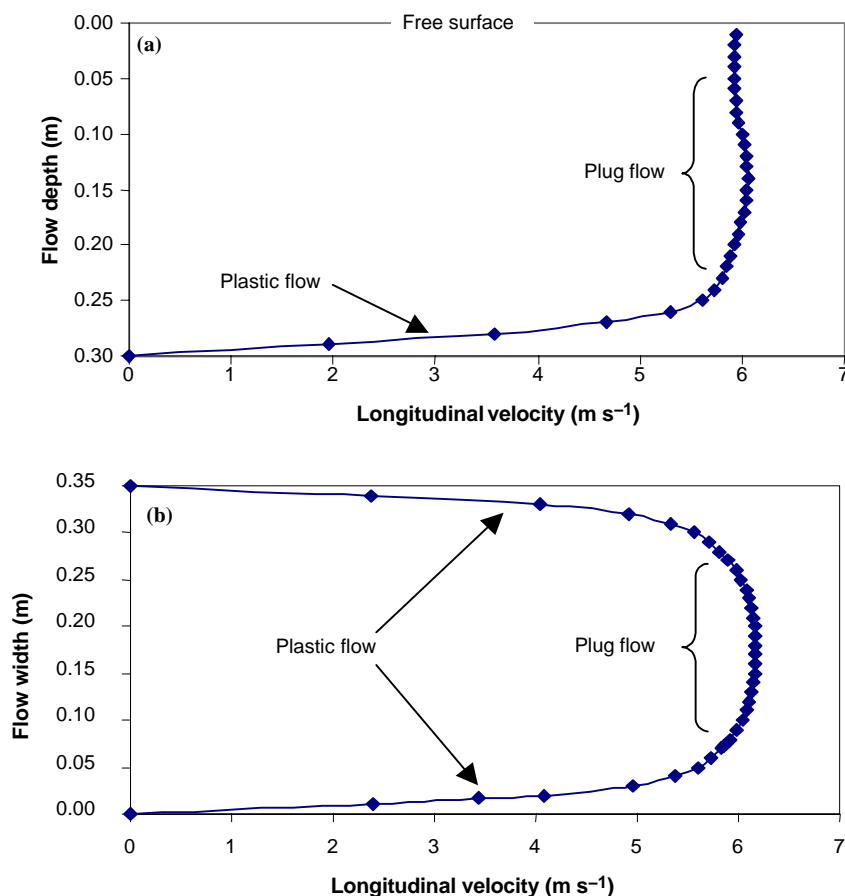 Free surface
(a)
0.00
0.05
0.10
0.15
0.20
0.25
0.30
Flow depth (m)
Plug flow
Plastic flow
0 1 2 3 4 5 6 7
Longitudinal velocity (m s⁻¹)
0.35
0.30
0.25
0.20
0.15
0.10
0.05
0.00
(b)
Flow width (m)
Plastic flow
Plug flow
0 1 2 3 4 5 6 7
Longitudinal velocity (m s⁻¹)